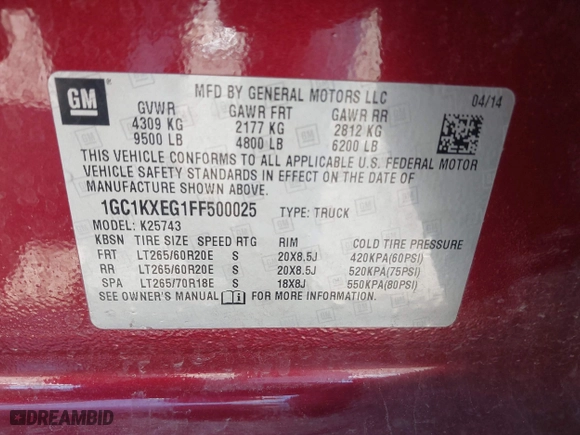 GM
MFD BY GENERAL MOTORS LLC 04/14
GVWR GAWR FRT GAWR RR
4309 KG 2177 KG 2812 KG
9500 LB 4800 LB 6200 LB
THIS VEHICLE CONFORMS TO ALL APPLICABLE U.S. FEDERAL MOTOR
VEHICLE SAFETY STANDARDS IN EFFECT ON THE DATE OF
MANUFACTURE SHOWN ABOVE.
1GC1KXEG1FF500025 TYPE: TRUCK
MODEL: K25743
KBSN TIRE SIZE SPEED RTG RIM COLD TIRE PRESSURE
FRT LT265/60R20E S 20X8.5J 420KPA(60PSI)
RR LT265/60R20E S 20X8.5J 520KPA(75PSI)
SPA LT265/70R18E S 18X8J 550KPA(80PSI)
SEE OWNER'S MANUAL FOR MORE INFORMATION.
DREAMBID